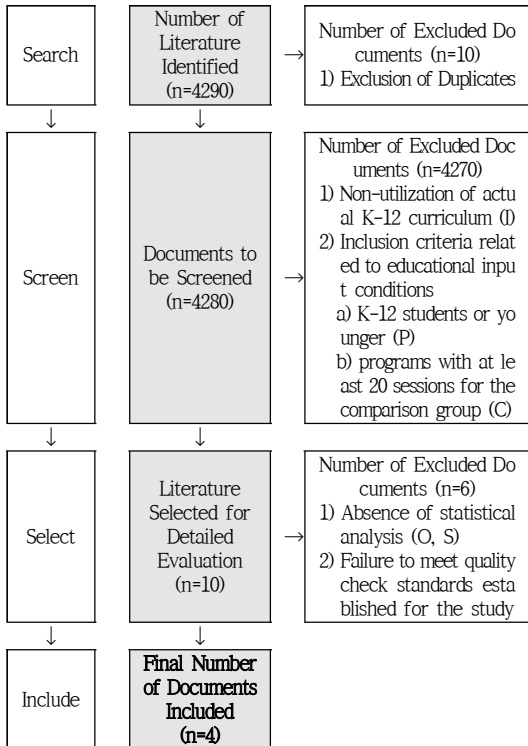 Search
Number of
Literature
Identified
(n=4290)
Number of Excluded Do
cuments (n=10)
1) Exclusion of Duplicates
Screen
Documents to
be Screened
(n=4280)
Number of Excluded Doc
uments (n=4270)
1) Non-utilization of actu
al K-12 curriculum (I)
2) Inclusion criteria relat
ed to educational inpu
t conditions
a) K-12 students or yo
unger (P)
b) programs with at le
ast 20 sessions for the
comparison group (C)
Select
Literature
Selected for
Detailed
Evaluation
(n=10)
Number of Excluded Do
cuments (n=6)
1) Absence of statistical
analysis (O, S)
2) Failure to meet quality
check standards esta
blished for the study
Include
Final Number
of Documents
Included
(n=4)